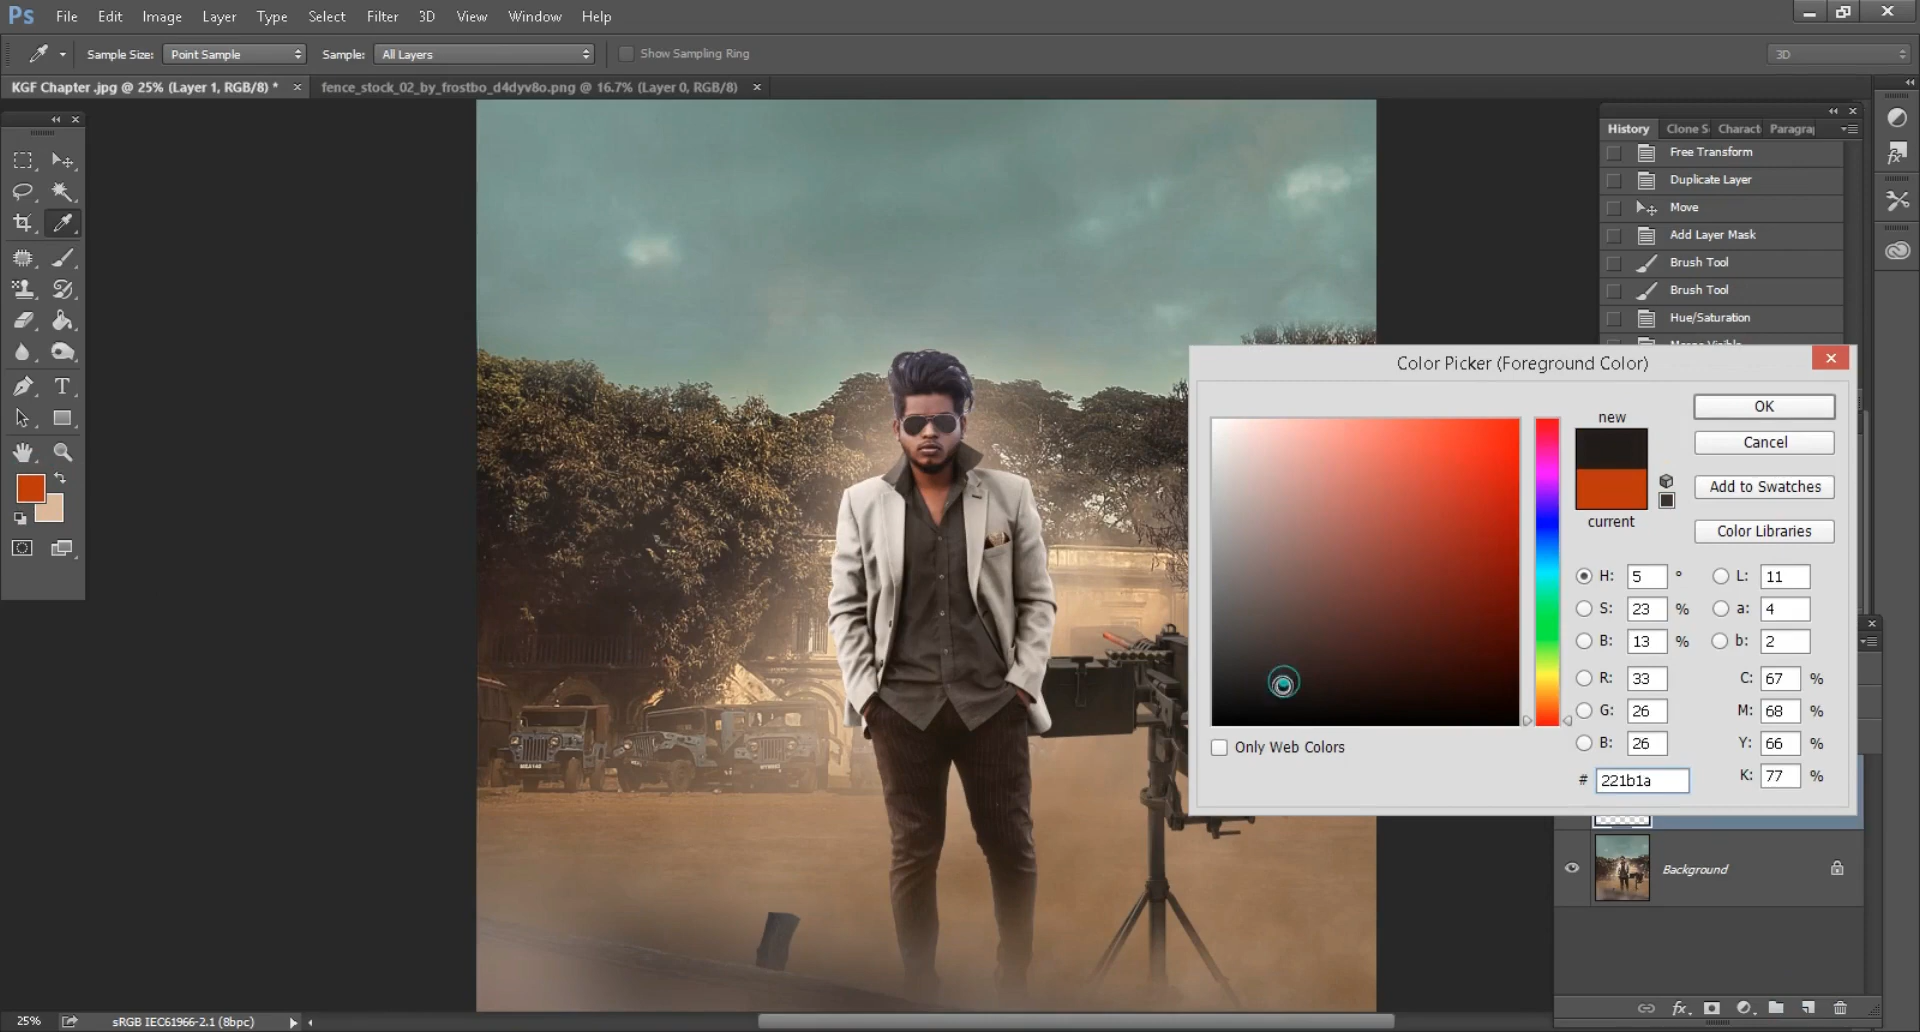 Ps File Edit Image Layer Type Select Filter 3D View Window Help
Sample Size: Point Sample Sample: All Layers Show Sampling Ring 3D
KGF Chapter .jpg @ 25% (Layer 1, RGB/8) * × fence_stock_02_by_frostbo_d4dyv8o.png @ 16.7% (Layer 0, RGB/8) ×
History Clone S Charact Paragra
Free Transform
Duplicate Layer
Move
Add Layer Mask
Brush Tool
Brush Tool
Hue/Saturation
Color Picker (Foreground Color)
new
current
OK
Cancel
Add to Swatches
Color Libraries
H: 5 ° L: 11
S: 23 % a: 4
B: 13 % b: 2
R: 33 C: 67 %
G: 26 M: 68 %
B: 26 Y: 66 %
# 221b1a K: 77 %
Only Web Colors
Background
25% sRGB IEC61966-2.1 (8bpc)